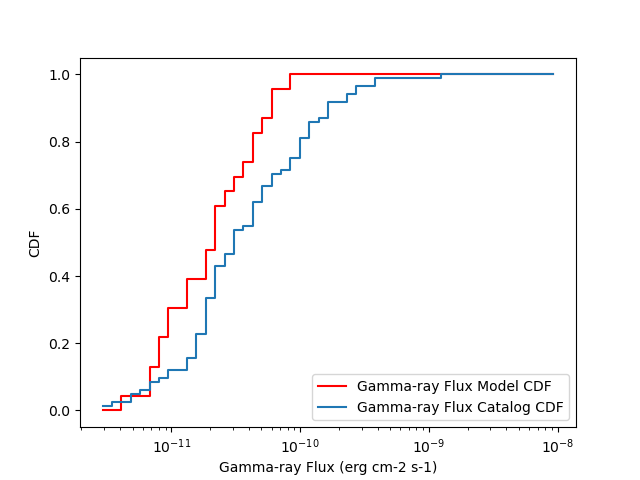 1.0
0.8
0.6
0.4
0.2
0.0
CDF
10⁻¹¹
10⁻¹⁰
10⁻⁹
10⁻⁸
Gamma-ray Flux (erg cm-2 s-1)
Gamma-ray Flux Model CDF
Gamma-ray Flux Catalog CDF